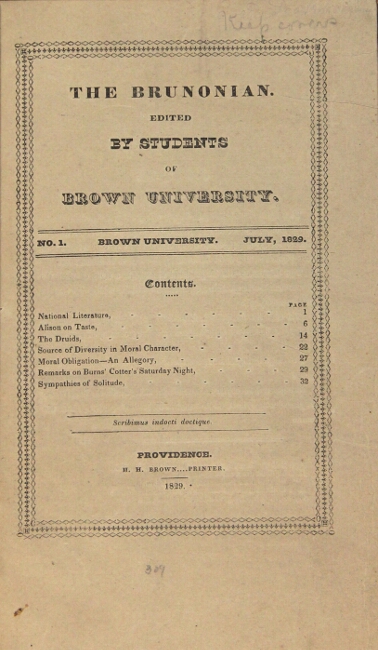 Keep cover
THE BRUNONIAN.
EDITED
BY STUDENTS
OF
BROWN UNIVERSITY.
NO. 1. BROWN UNIVERSITY. JULY, 1829.
Contents.
PAGE
National Literature, 1
Alison on Taste, 6
The Druids, 14
Source of Diversity in Moral Character, 22
Moral Obligation—An Allegory, 27
Remarks on Burns' Cotter's Saturday Night, 29
Sympathies of Solitude, 32
Scribimus indocti doctique
PROVIDENCE.
H. H. BROWN....PRINTER.
1829.